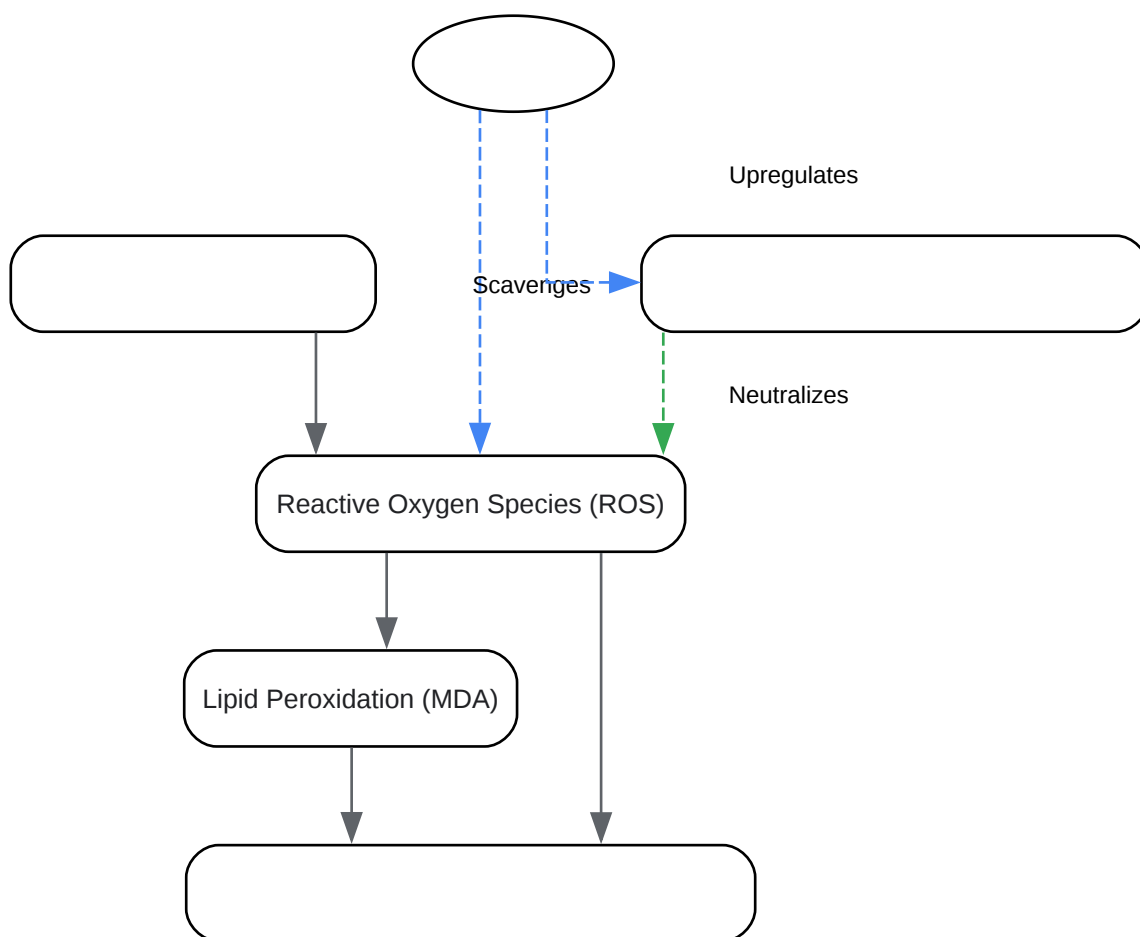 Upregulates
Scavenges
Neutralizes
Reactive Oxygen Species (ROS)
Lipid Peroxidation (MDA)